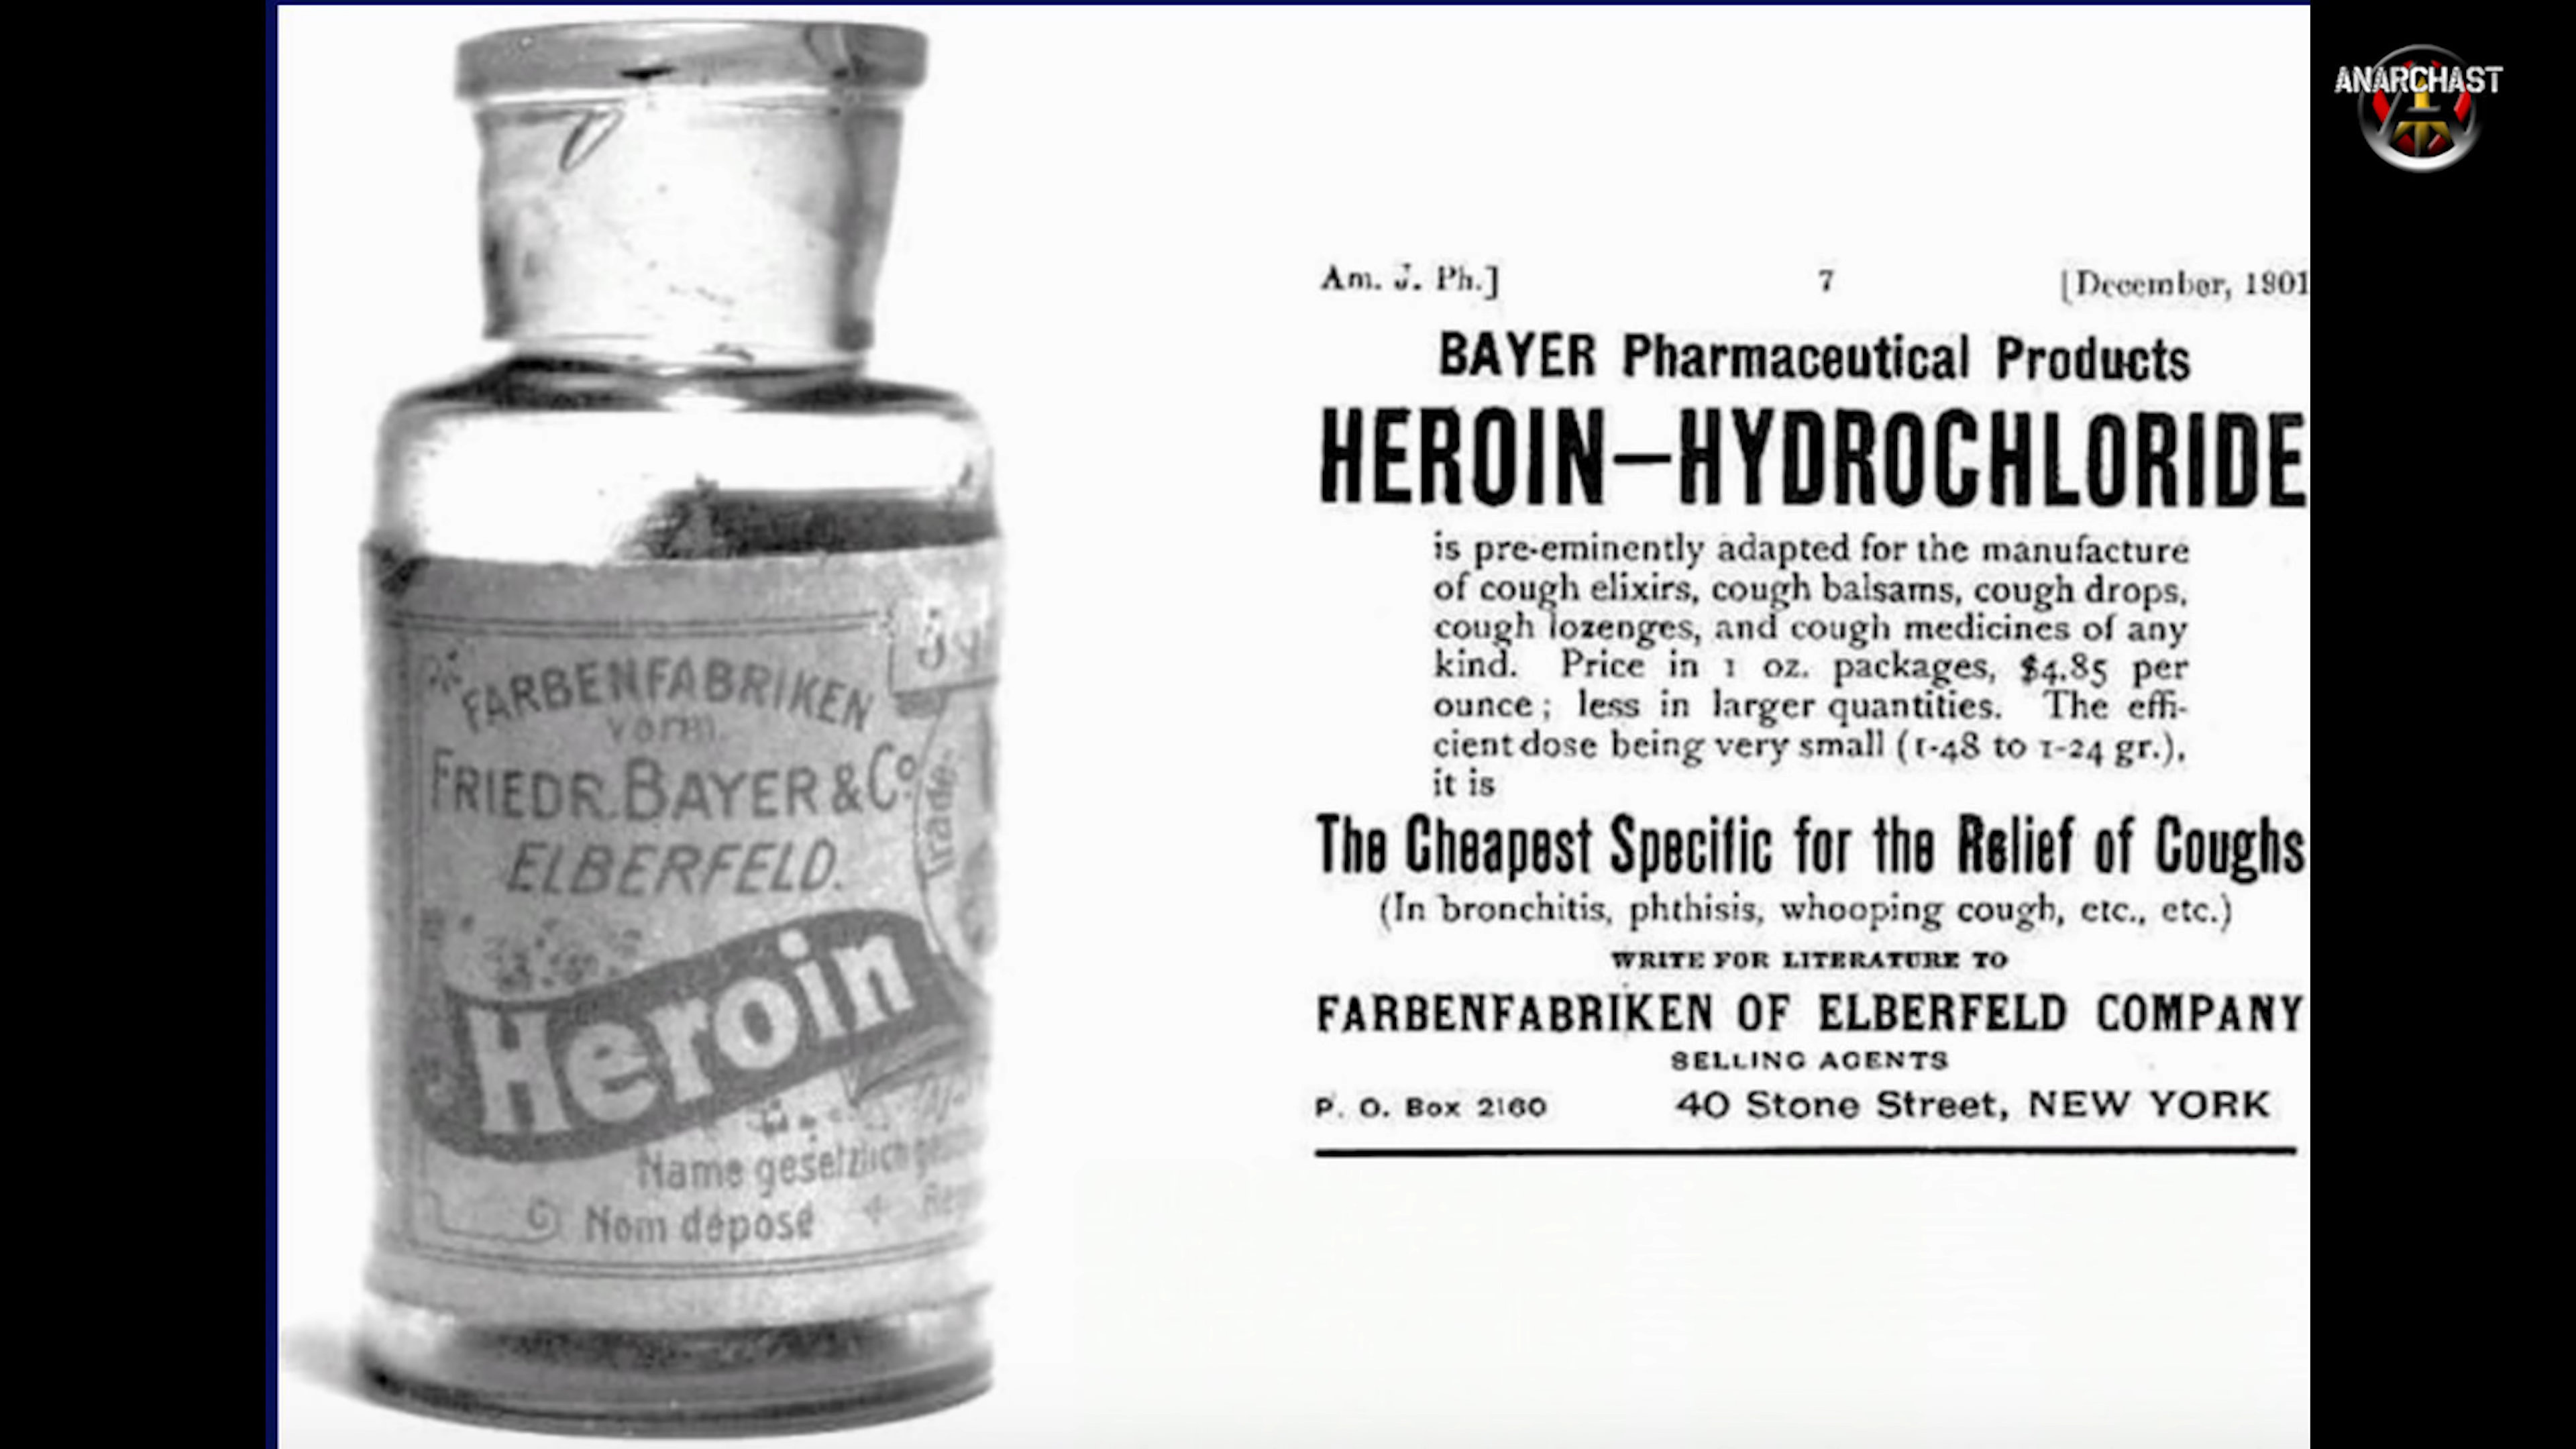 FARBENFABRIKEN
vorm.
FRIEDR. BAYER & Co.
ELBERFELD.
Trade-
Heroin
Name gesetzlich
Nom déposé
Am. J. Ph.] 7 [December, 1901
BAYER Pharmaceutical Products
HEROIN—HYDROCHLORIDE
is pre-eminently adapted for the manufacture
of cough elixirs, cough balsams, cough drops,
cough lozenges, and cough medicines of any
kind. Price in 1 oz. packages, $4.85 per
ounce; less in larger quantities. The effi-
cient dose being very small (1-48 to 1-24 gr.),
it is
The Cheapest Specific for the Relief of Coughs
(In bronchitis, phthisis, whooping cough, etc., etc.)
WRITE FOR LITERATURE TO
FARBENFABRIKEN OF ELBERFELD COMPANY
SELLING AGENTS
P. O. Box 2160 40 Stone Street, NEW YORK
ANARCHAST